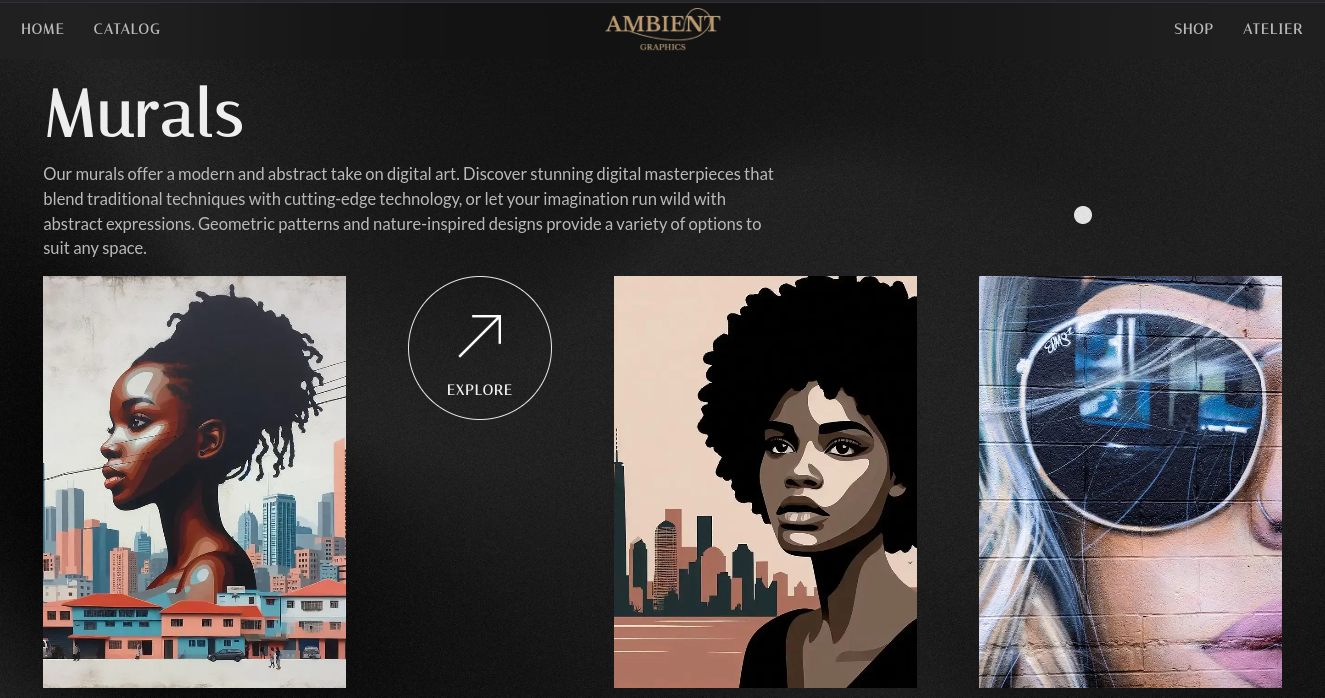 HOME CATALOG AMBIENT GRAPHICS SHOP ATELIER
Murals
Our murals offer a modern and abstract take on digital art. Discover stunning digital masterpieces that
blend traditional techniques with cutting-edge technology, or let your imagination run wild with
abstract expressions. Geometric patterns and nature-inspired designs provide a variety of options to
suit any space.
EXPLORE